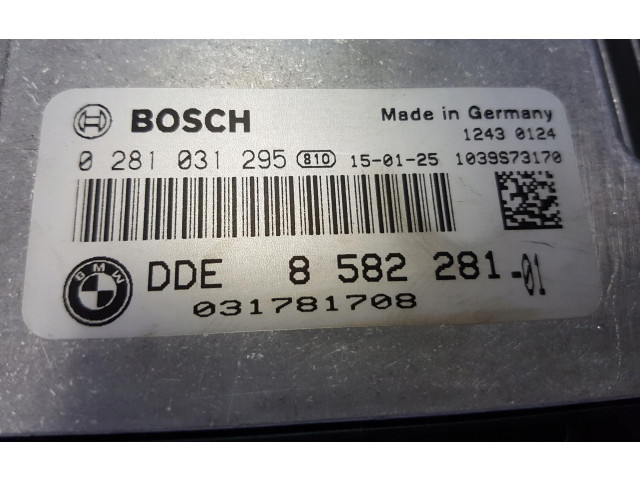 BOSCH Made in Germany
1243 0124
0 281 031 295 810 15-01-25 1039S73170
BMW DDE 8 582 281-01
031781708